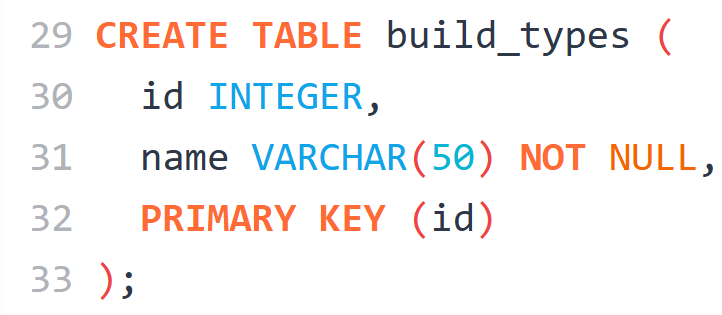 29 CREATE TABLE build_types (
30   id INTEGER,
31   name VARCHAR(50) NOT NULL,
32   PRIMARY KEY (id)
33 );